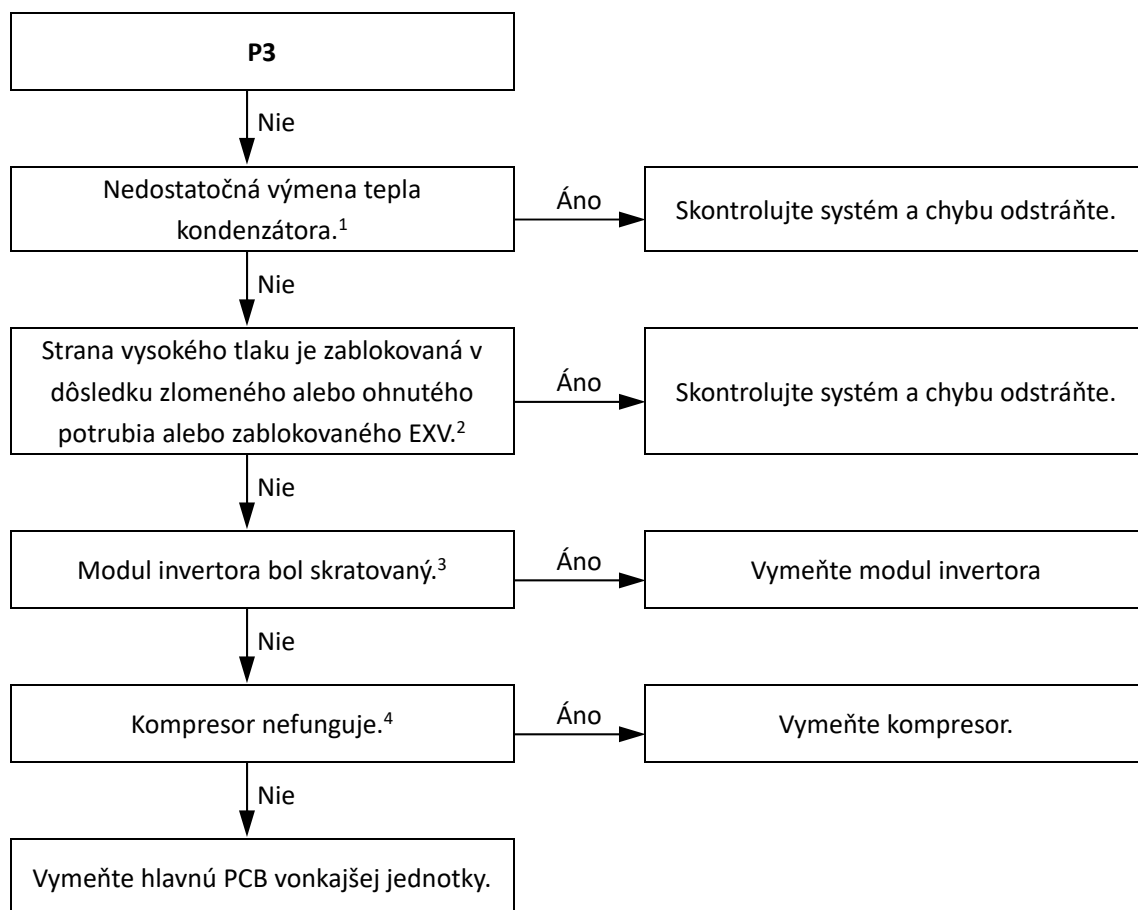 P3
Nie
Nedostatočná výmena tepla
kondenzátora.¹
Áno
Skontrolujte systém a chybu odstráňte.
Nie
Strana vysokého tlaku je zablokovaná v
dôsledku zlomeného alebo ohnutého
potrubia alebo zablokovaného EXV.²
Áno
Skontrolujte systém a chybu odstráňte.
Nie
Modul invertora bol skratovaný.³
Áno
Vymeňte modul invertora
Nie
Kompresor nefunguje.⁴
Áno
Vymeňte kompresor.
Nie
Vymeňte hlavnú PCB vonkajšej jednotky.